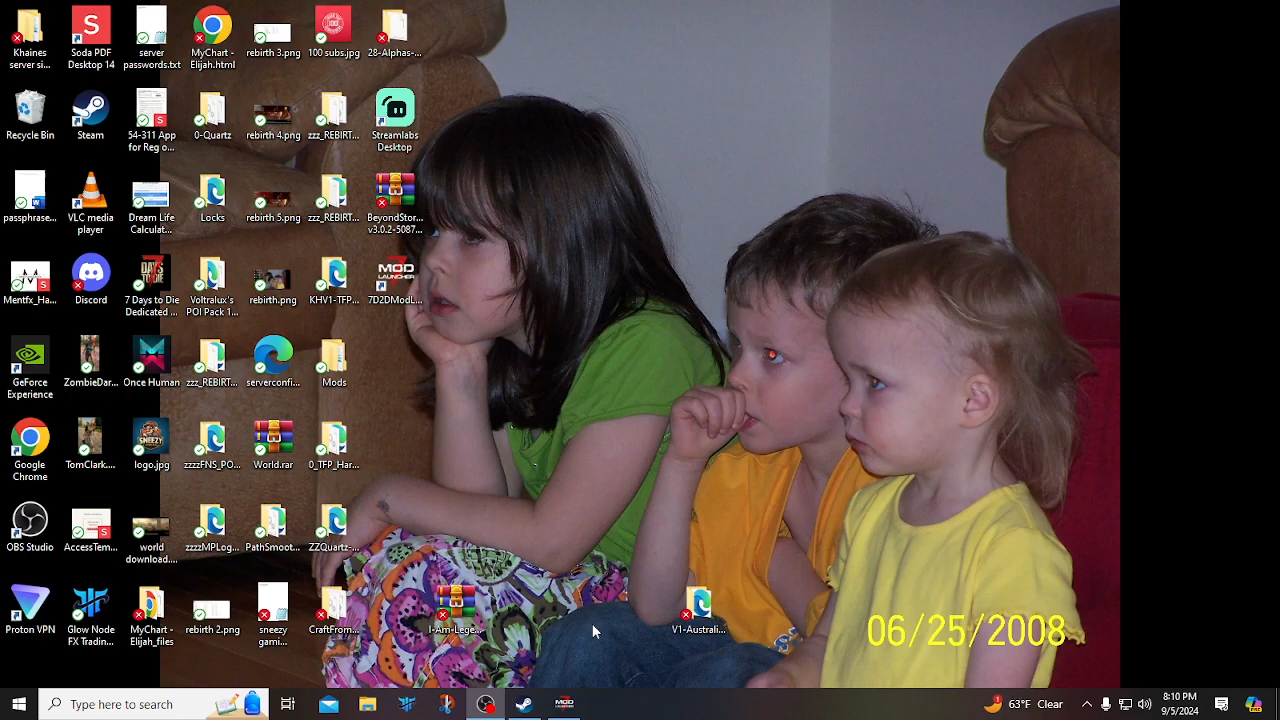 Khaines
server si...
Soda PDF
Desktop 14
server
passwords.txt
MyChart -
Elijah.html
rebirth 3.png
100 subs.jpg
28-Alphas-...
Recycle Bin
Steam
54-311 App
for Reg o...
0-Quartz
rebirth 4.png
zzz_REBIRT...
Streamlabs
Desktop
passphrase...
VLC media
player
Dream Life
Calculat...
Locks
rebirth 5.png
zzz_REBIRT...
BeyondStor...
v3.0.2-5087...
Mentfx_Ha...
Discord
7 Days to Die
Dedicated ...
Voltralux's
POI Pack 1...
rebirth.png
KHV1-TFP...
MOD
LAUNCHER
7D2DModL...
GeForce
Experience
ZombieDar...
Once Human
zzz_REBIRT...
serverconfi...
Mods
Google
Chrome
TomClark...
SNEEZY
logo.jpg
zzzzFNS_PO...
World.rar
0_TFP_Har...
OBS Studio
AccessTem...
world
download....
zzzzMPLog...
PathSmoot...
ZZQuartz-...
Proton VPN
Glow Node
FX Tradin...
MyChart -
Elijah_files
rebirth 2.png
sneezy
gami...
CraftFrom...
I-Am-Lege...
V1-Australi...
06/25/2008
Type here to search
MOD
63°F Clear
8:10 PM
9/5/2024